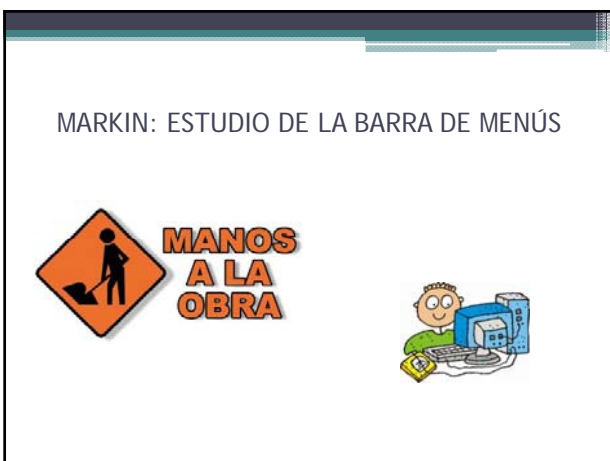 MARKIN: ESTUDIO DE LA BARRA DE MENÚS
MANOS
A LA
OBRA